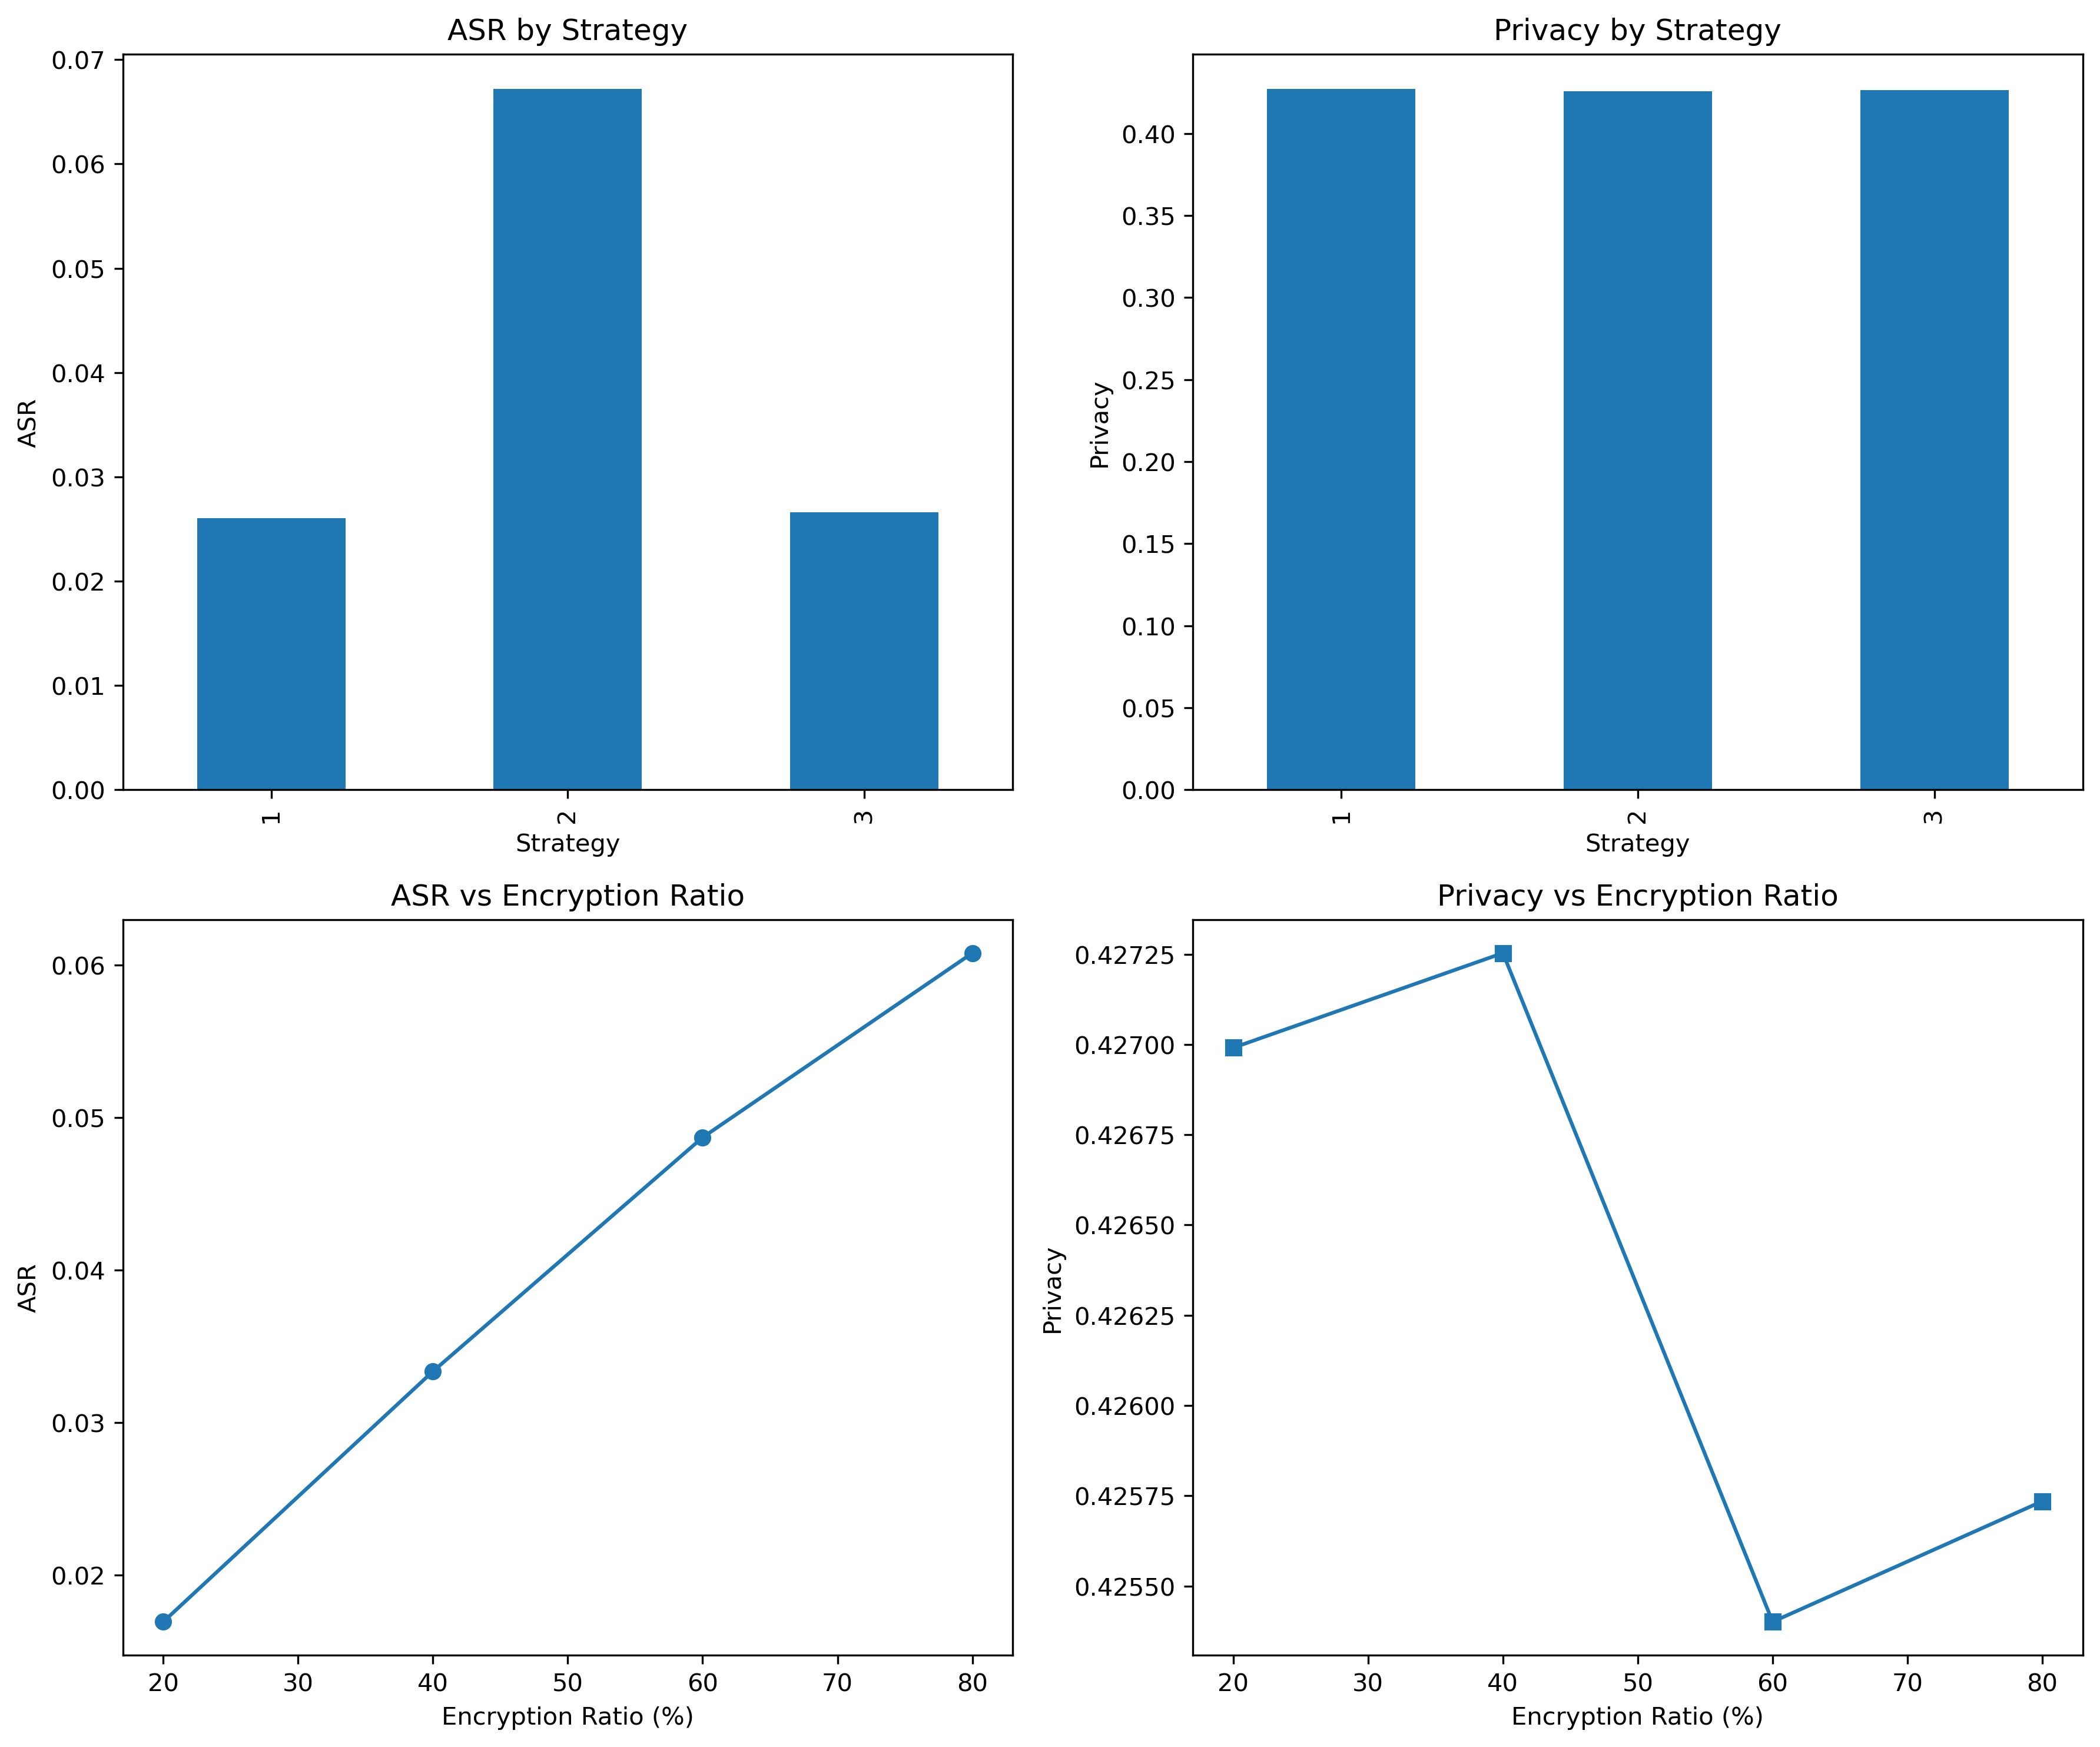 ASR by Strategy
0.07
0.06
0.05
0.04
0.03
0.02
0.01
0.00
ASR
1
2
3
Strategy
Privacy by Strategy
0.40
0.35
0.30
0.25
0.20
0.15
0.10
0.05
0.00
Privacy
1
2
3
Strategy
ASR vs Encryption Ratio
0.06
0.05
0.04
0.03
0.02
ASR
20 30 40 50 60 70 80
Encryption Ratio (%)
Privacy vs Encryption Ratio
0.42725
0.42700
0.42675
0.42650
0.42625
0.42600
0.42575
0.42550
Privacy
20 30 40 50 60 70 80
Encryption Ratio (%)